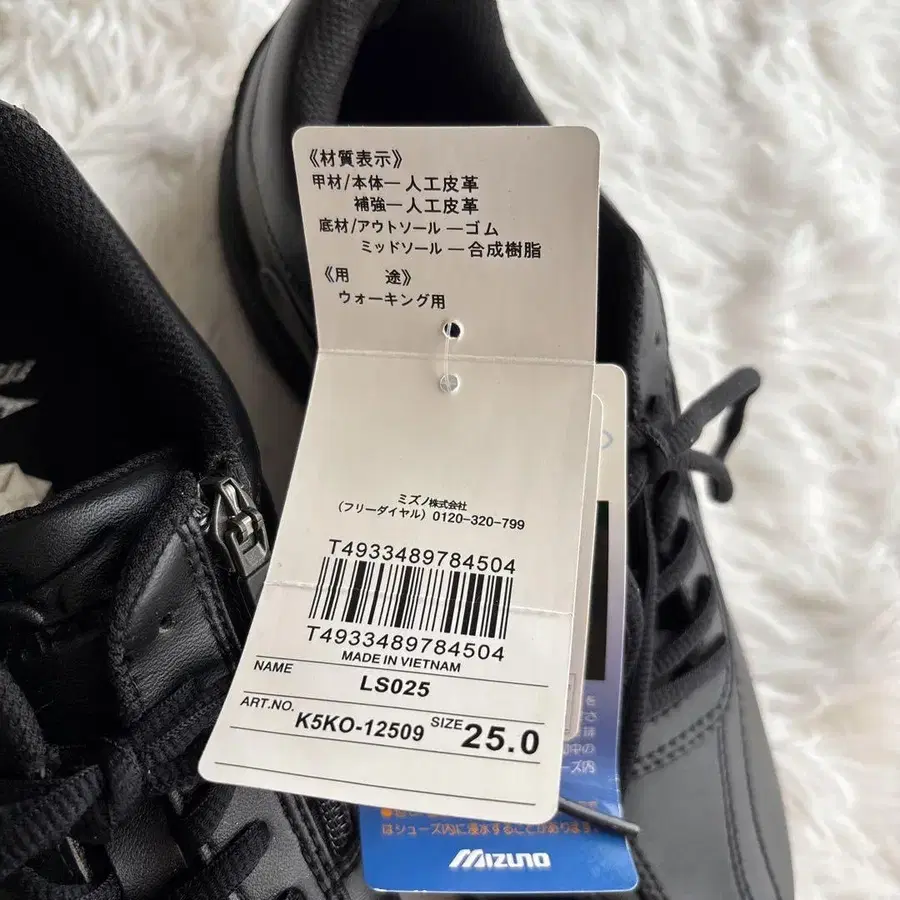 《材質表示》
甲材/本体ー人工皮革
補強ー人工皮革
底材/アウトソールーゴム
ミッドソールー合成樹脂
《用 途》
ウォーキング用
ミズノ株式会社
(フリーダイヤル) 0120-320-799
T4933489784504
T4933489784504
MADE IN VIETNAM
NAME LS025
ART.NO. K5KO-12509 SIZE 25.0
はシューズ内に浸水することがあります。
MIZUNO